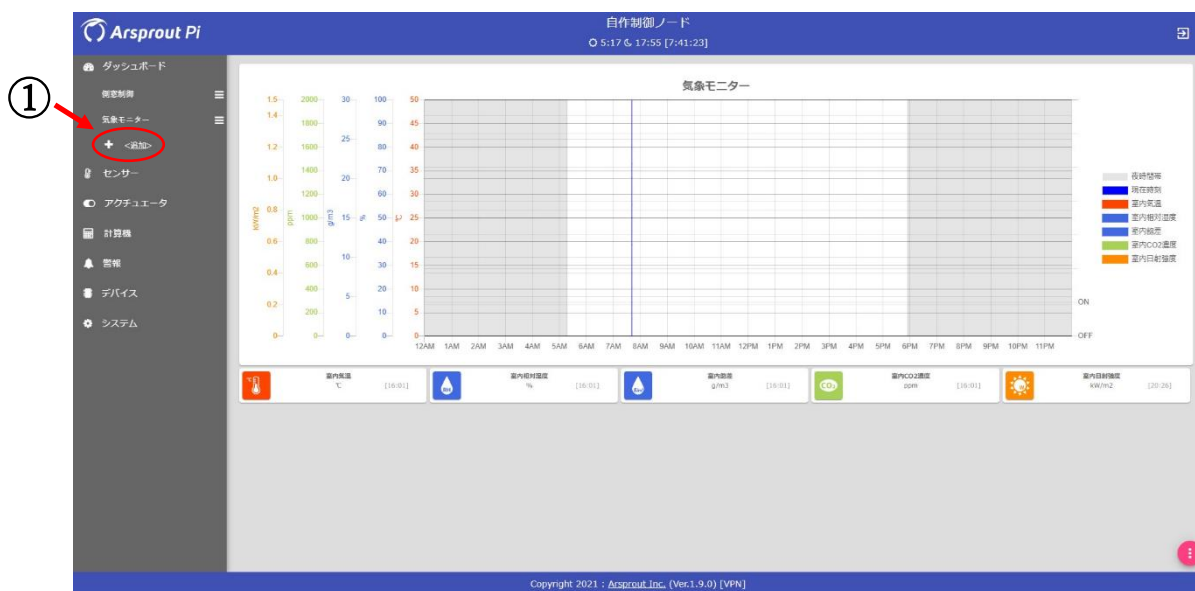 Arsprout Pi
自作制御ノード
5:17 17:55 [7:41:23]
①
ダッシュボード
側窓制御
気象モニター
＋ <追加>
センサー
アクチュエータ
計算機
警報
デバイス
システム
気象モニター
1.5 2000 30 100 50
1.4 1800 90 45
1.2 1600 25 80 40
1.0 1400 20 70 35
1200 60 30
kW/m2 0.8 ppm 1000 g/m3 15 % 50 ℃ 25
0.6 800 40 20
0.4 600 10 30 15
400 5 20 10
0.2 200 10 5
0 0 0 0 0
12AM 1AM 2AM 3AM 4AM 5AM 6AM 7AM 8AM 9AM 10AM 11AM 12PM 1PM 2PM 3PM 4PM 5PM 6PM 7PM 8PM 9PM 10PM 11PM
ON
OFF
夜時間帯
現在時刻
室内気温
室内相対湿度
室内飽差
室内CO2濃度
室内日射強度
室内気温
℃ [16:01]
室内相対湿度
% [16:01]
室内飽差
g/m3 [16:01]
CO₂
室内CO2濃度
ppm [16:01]
室内日射強度
kW/m2 [20:26]
Copyright 2021 : Arsprout Inc. (Ver.1.9.0) [VPN]